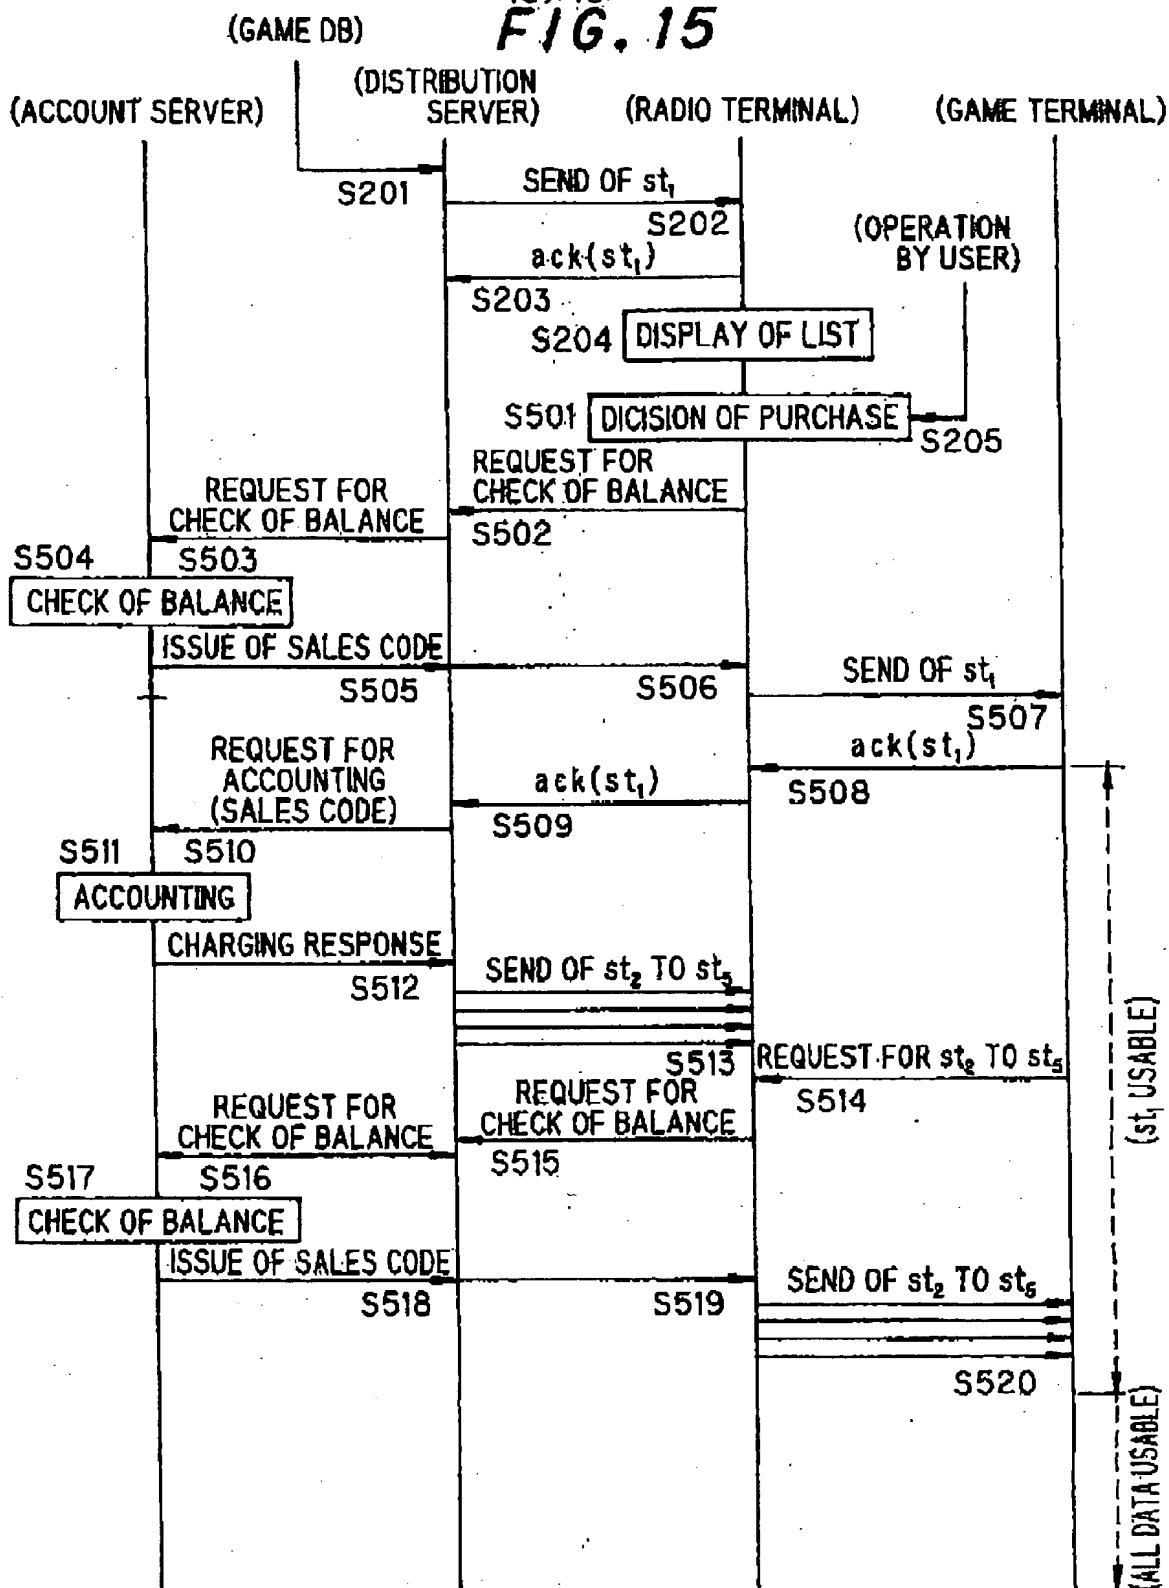 FIG. 15
(GAME DB)
(DISTRIBUTION
SERVER)
(ACCOUNT SERVER)
(RADIO TERMINAL)
(GAME TERMINAL)
S201
SEND OF st₁
S202
(OPERATION
BY USER)
ack(st₁)
S203
S204
DISPLAY OF LIST
S501
DICISION OF PURCHASE
S205
REQUEST FOR
CHECK OF BALANCE
S502
REQUEST FOR
CHECK OF BALANCE
S504
S503
CHECK OF BALANCE
ISSUE OF SALES CODE
S505
S506
SEND OF st₁
S507
ack(st₁)
S508
ack(st₁)
S509
REQUEST FOR
ACCOUNTING
(SALES CODE)
S511
S510
ACCOUNTING
CHARGING RESPONSE
S512
SEND OF st₂ TO st₅
S513
REQUEST FOR st₂ TO st₅
S514
(st₁ USABLE)
REQUEST FOR
CHECK OF BALANCE
S515
REQUEST FOR
CHECK OF BALANCE
S517
S516
CHECK OF BALANCE
ISSUE OF SALES CODE
S518
S519
SEND OF st₂ TO st₅
S520
(ALL DATA USABLE)